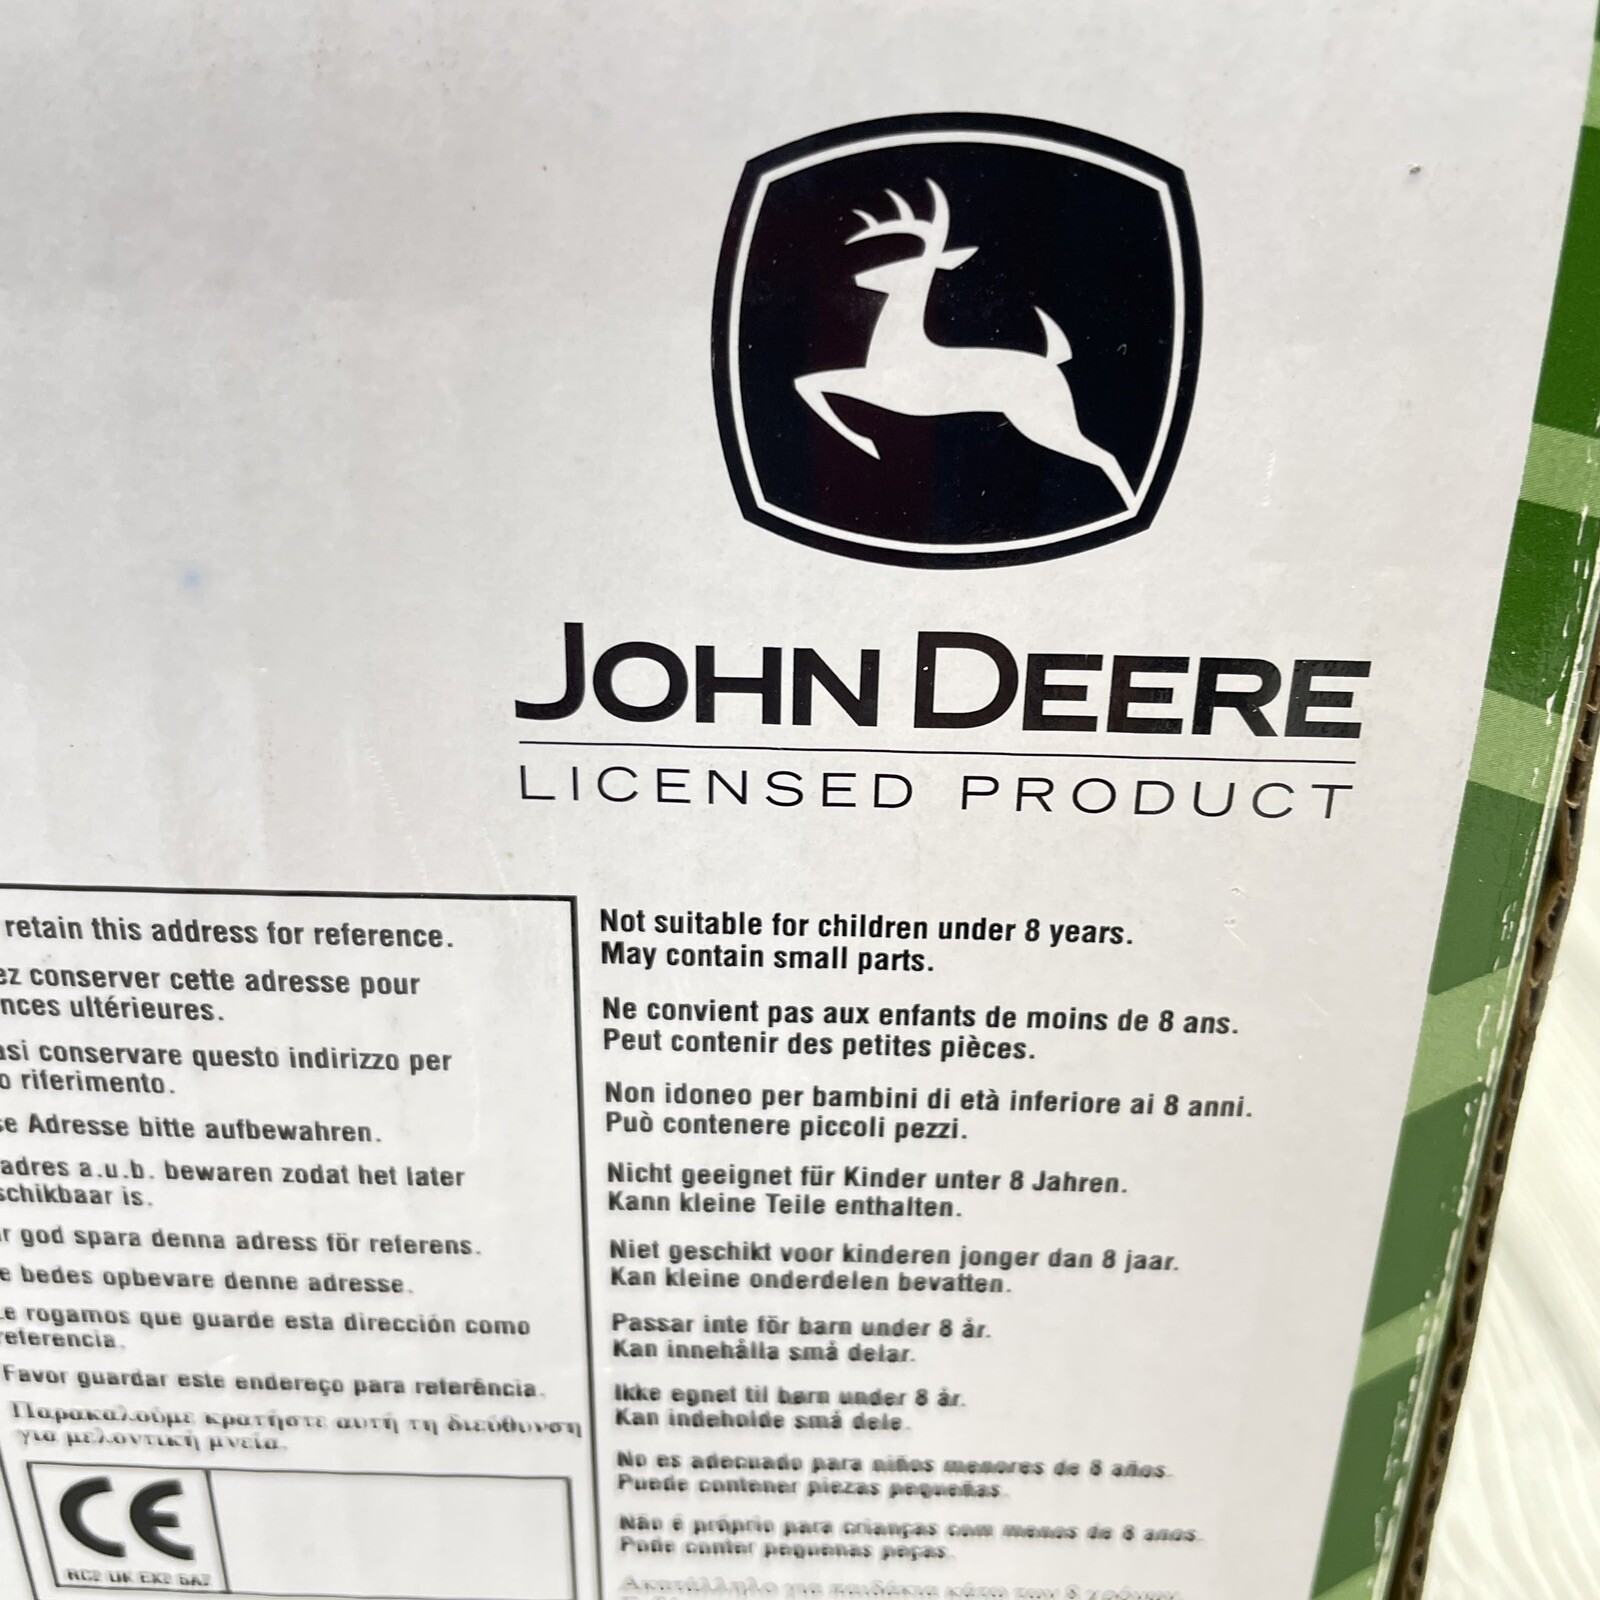 JOHN DEERE
LICENSED PRODUCT
retain this address for reference.
conserver cette adresse pour
ultérieures.
conservare questo indirizzo per
riferimento.
Adresse bitte aufbewahren.
adres a.u.b. bewaren zodat het later
is.
god spara denna adress för referens.
bedes opbevare denne adresse.
rogamos que guarde esta dirección como
referencia.
Favor guardar este endereço para referência.
Παρακαλούμε κρατήστε αυτή τη διεύθυνση
για μελοντική μνεία.
CE
Not suitable for children under 8 years.
May contain small parts.
Ne convient pas aux enfants de moins de 8 ans.
Peut contenir des petites pièces.
Non idoneo per bambini di età inferiore ai 8 anni.
Può contenere piccoli pezzi.
Nicht geeignet für Kinder unter 8 Jahren.
Kann kleine Teile enthalten.
Niet geschikt voor kinderen jonger dan 8 jaar.
Kan kleine onderdelen bevatten.
Passar inte för barn under 8 år.
Kan innehålla små delar.
Ikke egnet til børn under 8 år.
Kan indeholde små dele.
No es adecuado para niños menores de 8 años.
Puede contener piezas pequeñas.
Não é próprio para crianças com menos de 8 anos.
Pode conter pequenas peças.